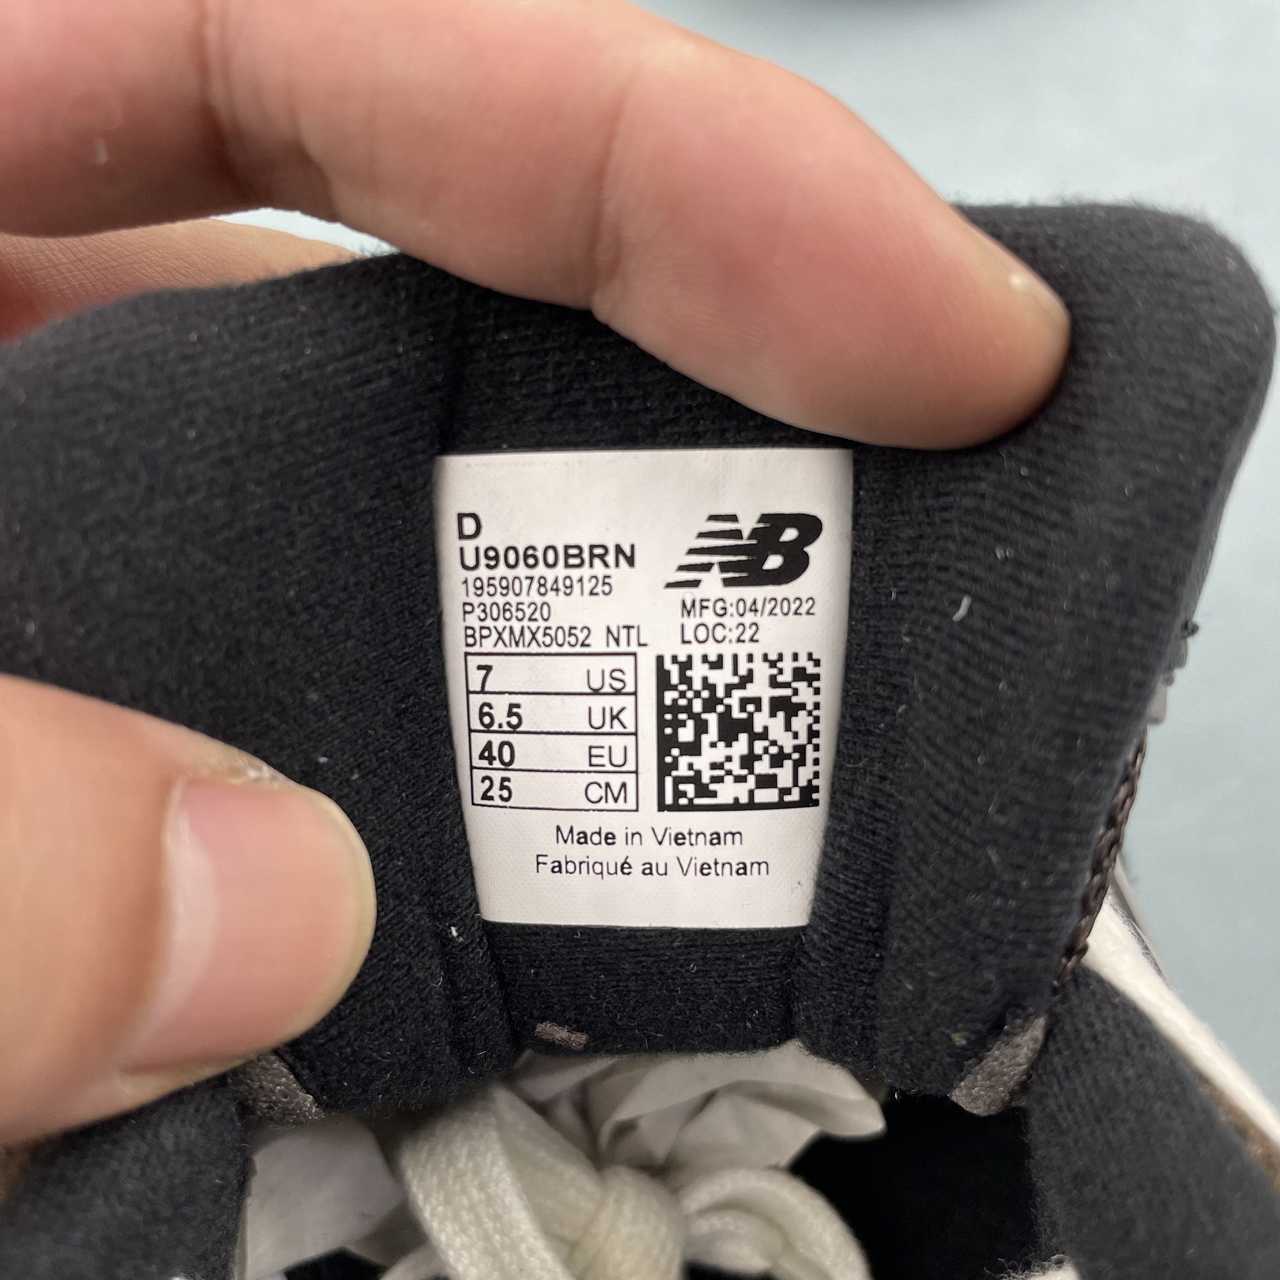 D
U9060BRN
195907849125
P306520
BPXMX5052 NTL
NB
MFG:04/2022
LOC:22
7 US
6.5 UK
40 EU
25 CM
Made in Vietnam
Fabriqué au Vietnam